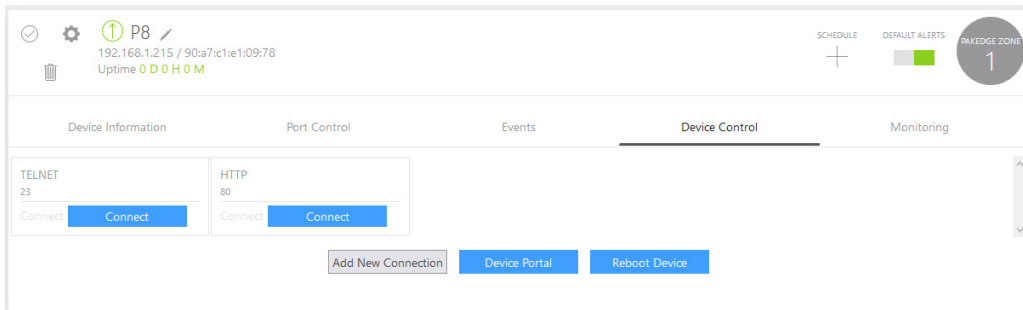 P8
192.168.1.215 / 90:a7:c1:e1:09:78
Uptime 0 D 0 H 0 M
SCHEDULE
DEFAULT ALERTS
PAKEDGE ZONE
1
Device Information
Port Control
Events
Device Control
Monitoring
TELNET
23
Connect Connect
HTTP
80
Connect Connect
Add New Connection
Device Portal
Reboot Device